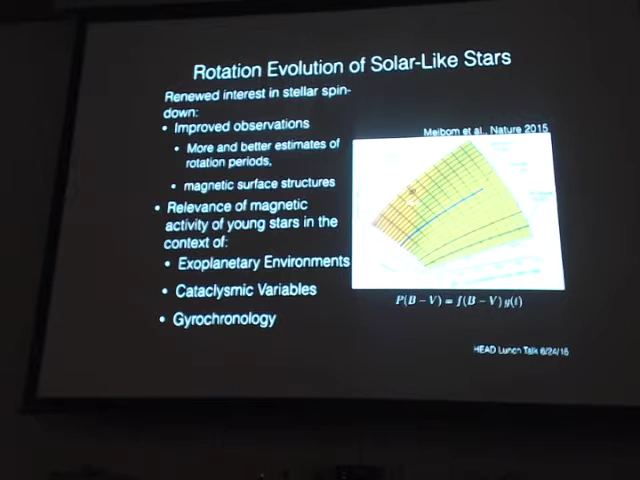 Rotation Evolution of Solar-Like Stars
Renewed interest in stellar spin-
down:
• Improved observations
• More and better estimates of
rotation periods,
• magnetic surface structures
• Relevance of magnetic
activity of young stars in the
context of:
• Exoplanetary Environments
• Cataclysmic Variables
• Gyrochronology
Meibom et al., Nature 2015
P(B − V) = f(B − V) g(t)
HEAD Lunch Talk 6/24/15